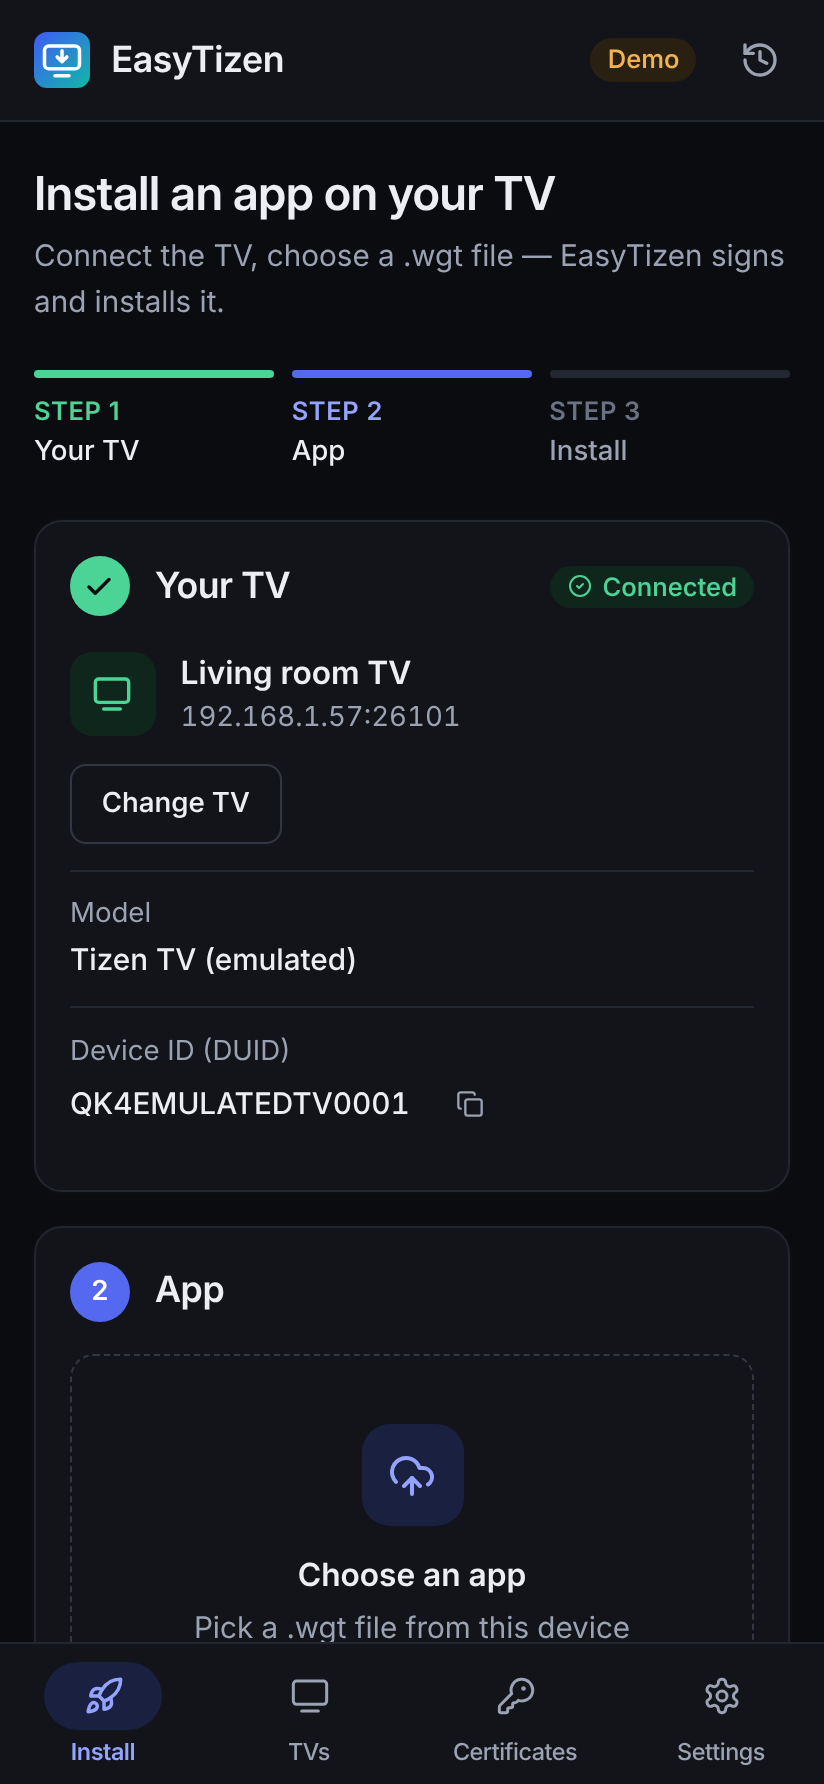 EasyTizen
Demo
Install an app on your TV
Connect the TV, choose a .wgt file — EasyTizen signs
and installs it.
STEP 1
Your TV
STEP 2
App
STEP 3
Install
Your TV
Connected
Living room TV
192.168.1.57:26101
Change TV
Model
Tizen TV (emulated)
Device ID (DUID)
QK4EMULATEDTV0001
2
App
Choose an app
Pick a .wgt file from this device
Install
TVs
Certificates
Settings